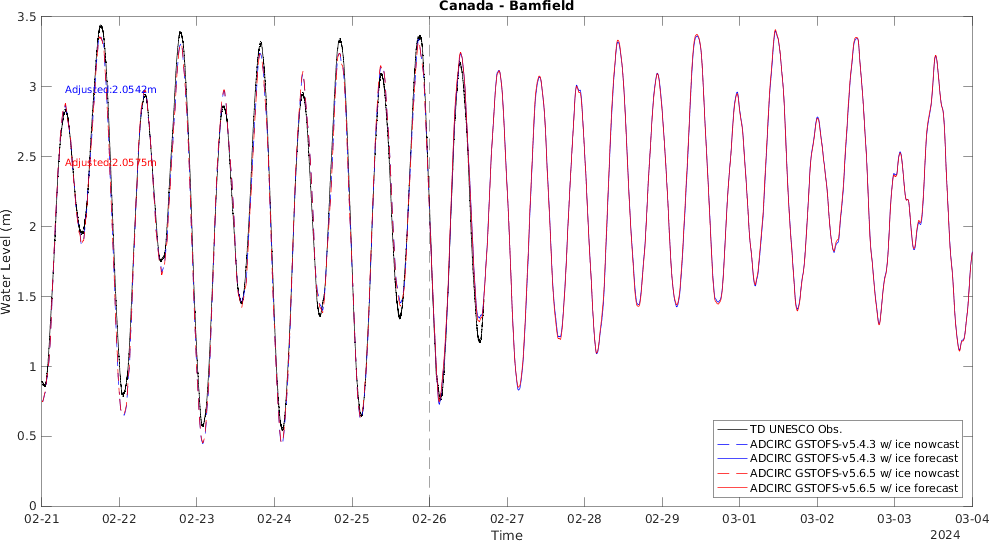 Canada - Bamfield
3.5
3
2.5
2
1.5
1
0.5
0
Water Level (m)
Adjusted:2.0542m
Adjusted:2.0575m
TD UNESCO Obs.
ADCIRC GSTOFS-v5.4.3 w/ ice nowcast
ADCIRC GSTOFS-v5.4.3 w/ ice forecast
ADCIRC GSTOFS-v5.6.5 w/ ice nowcast
ADCIRC GSTOFS-v5.6.5 w/ ice forecast
02-21 02-22 02-23 02-24 02-25 02-26 02-27 02-28 02-29 03-01 03-02 03-03 03-04
Time
2024